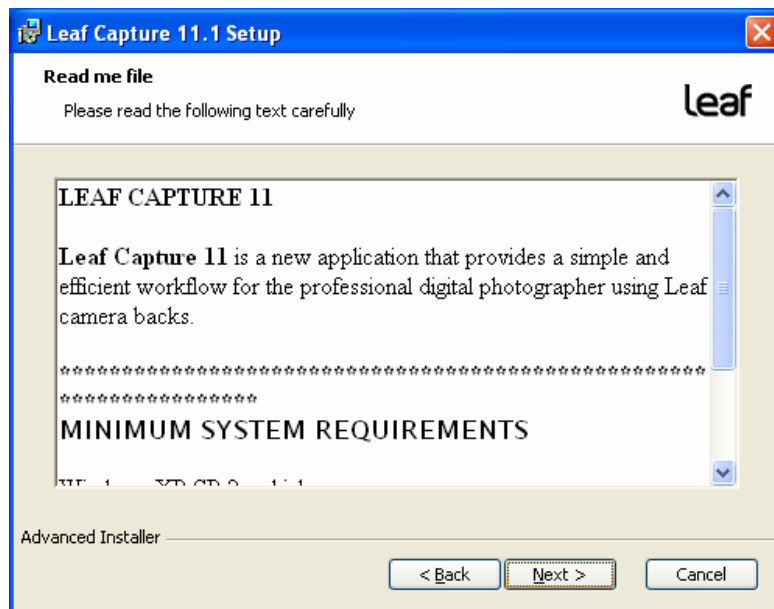 Leaf Capture 11.1 Setup
Read me file
Please read the following text carefully
leaf
LEAF CAPTURE 11
Leaf Capture 11 is a new application that provides a simple and
efficient workflow for the professional digital photographer using Leaf
camera backs.
****************************************************
****************
MINIMUM SYSTEM REQUIREMENTS
Advanced Installer
< Back
Next >
Cancel